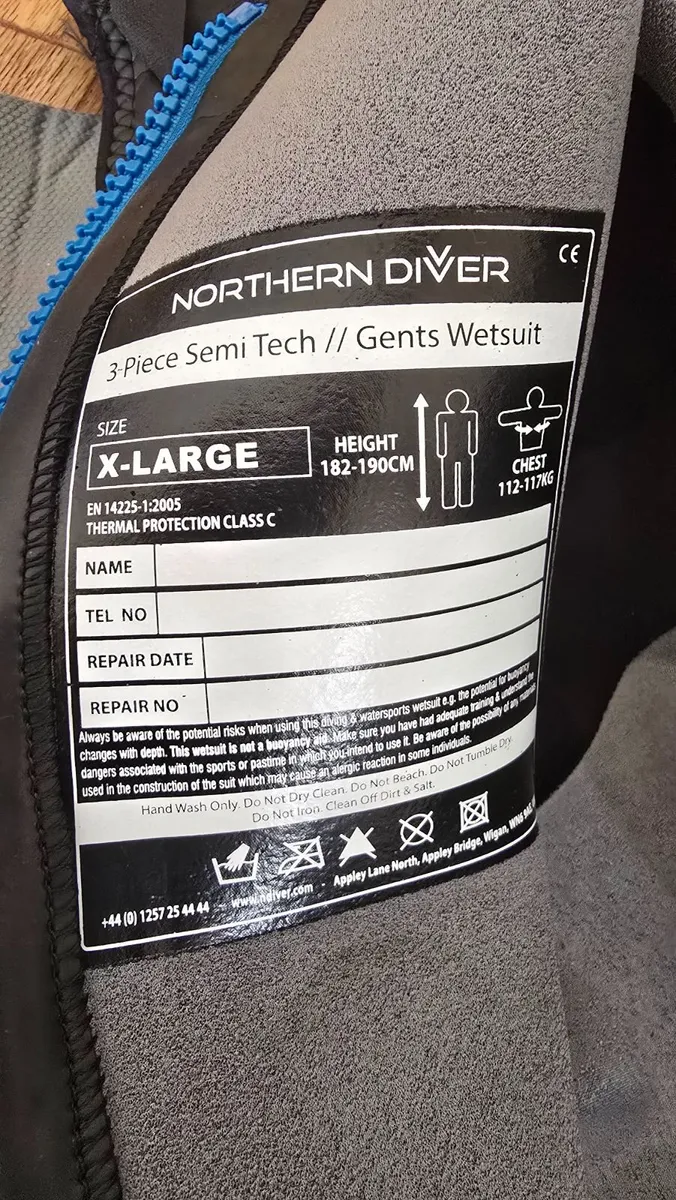 CE
NORTHERN DIVER
3-Piece Semi Tech // Gents Wetsuit
SIZE
X-LARGE
HEIGHT
182-190CM
CHEST
112-117KG
EN 14225-1:2005
THERMAL PROTECTION CLASS C
NAME
TEL NO
REPAIR DATE
REPAIR NO
Always be aware of the potential risks when using this diving & watersports wetsuit e.g. the potential for buoyancy
changes with depth. This wetsuit is not a buoyancy aid. Make sure you have had adequate training & understand the
dangers associated with the sports or pastime in which you intend to use it. Be aware of the possibility of any materials
used in the construction of the suit which may cause an alergic reaction in some individuals.
Hand Wash Only. Do Not Dry Clean. Do Not Beach. Do Not Tumble Dry.
Do Not Iron. Clean Off Dirt & Salt.
+44 (0) 1257 25 44 44 www.ndiver.com Appley Lane North, Appley Bridge, Wigan, WN6